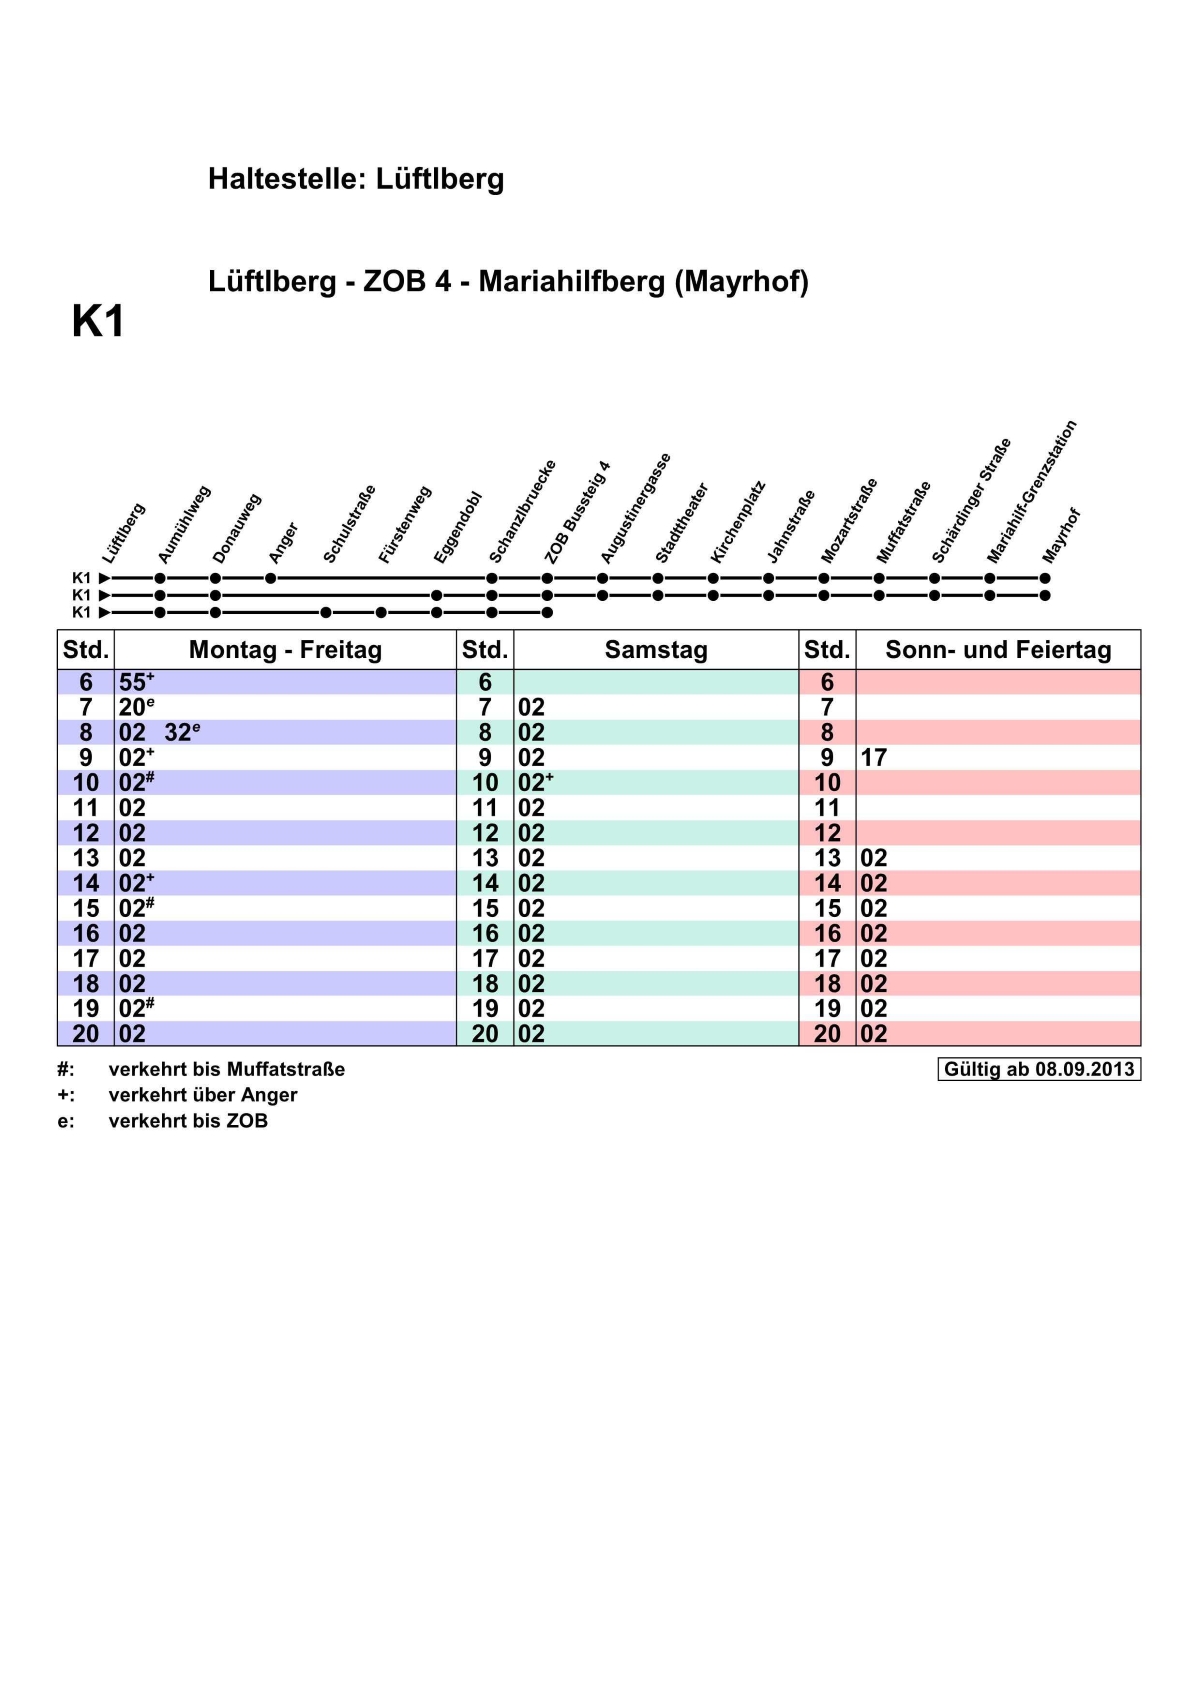 Haltestelle: Lüftlberg
Lüftlberg - ZOB 4 - Mariahilfberg (Mayrhof)
K1
Lüftlberg
Aumühlweg
Donauweg
Anger
Schulstraße
Fürstenweg
Eggendobl
Schanzlbruecke
ZOB Bussteig 4
Augustinergasse
Stadttheater
Kirchenplatz
Jahnstraße
Mozartstraße
Muffatstraße
Schärdinger Straße
Mariahilf-Grenzstation
Mayrhof
K1
K1
K1
Std. Montag - Freitag Std. Samstag Std. Sonn- und Feiertag
6 55+ 6 6
7 20e 7 02 7
8 02 32e 8 02 8
9 02+ 9 02 9 17
10 02# 10 02+ 10
11 02 11 02 11
12 02 12 02 12
13 02 13 02 13 02
14 02+ 14 02 14 02
15 02# 15 02 15 02
16 02 16 02 16 02
17 02 17 02 17 02
18 02 18 02 18 02
19 02# 19 02 19 02
20 02 20 02 20 02
#: verkehrt bis Muffatstraße Gültig ab 08.09.2013
+: verkehrt über Anger
e: verkehrt bis ZOB